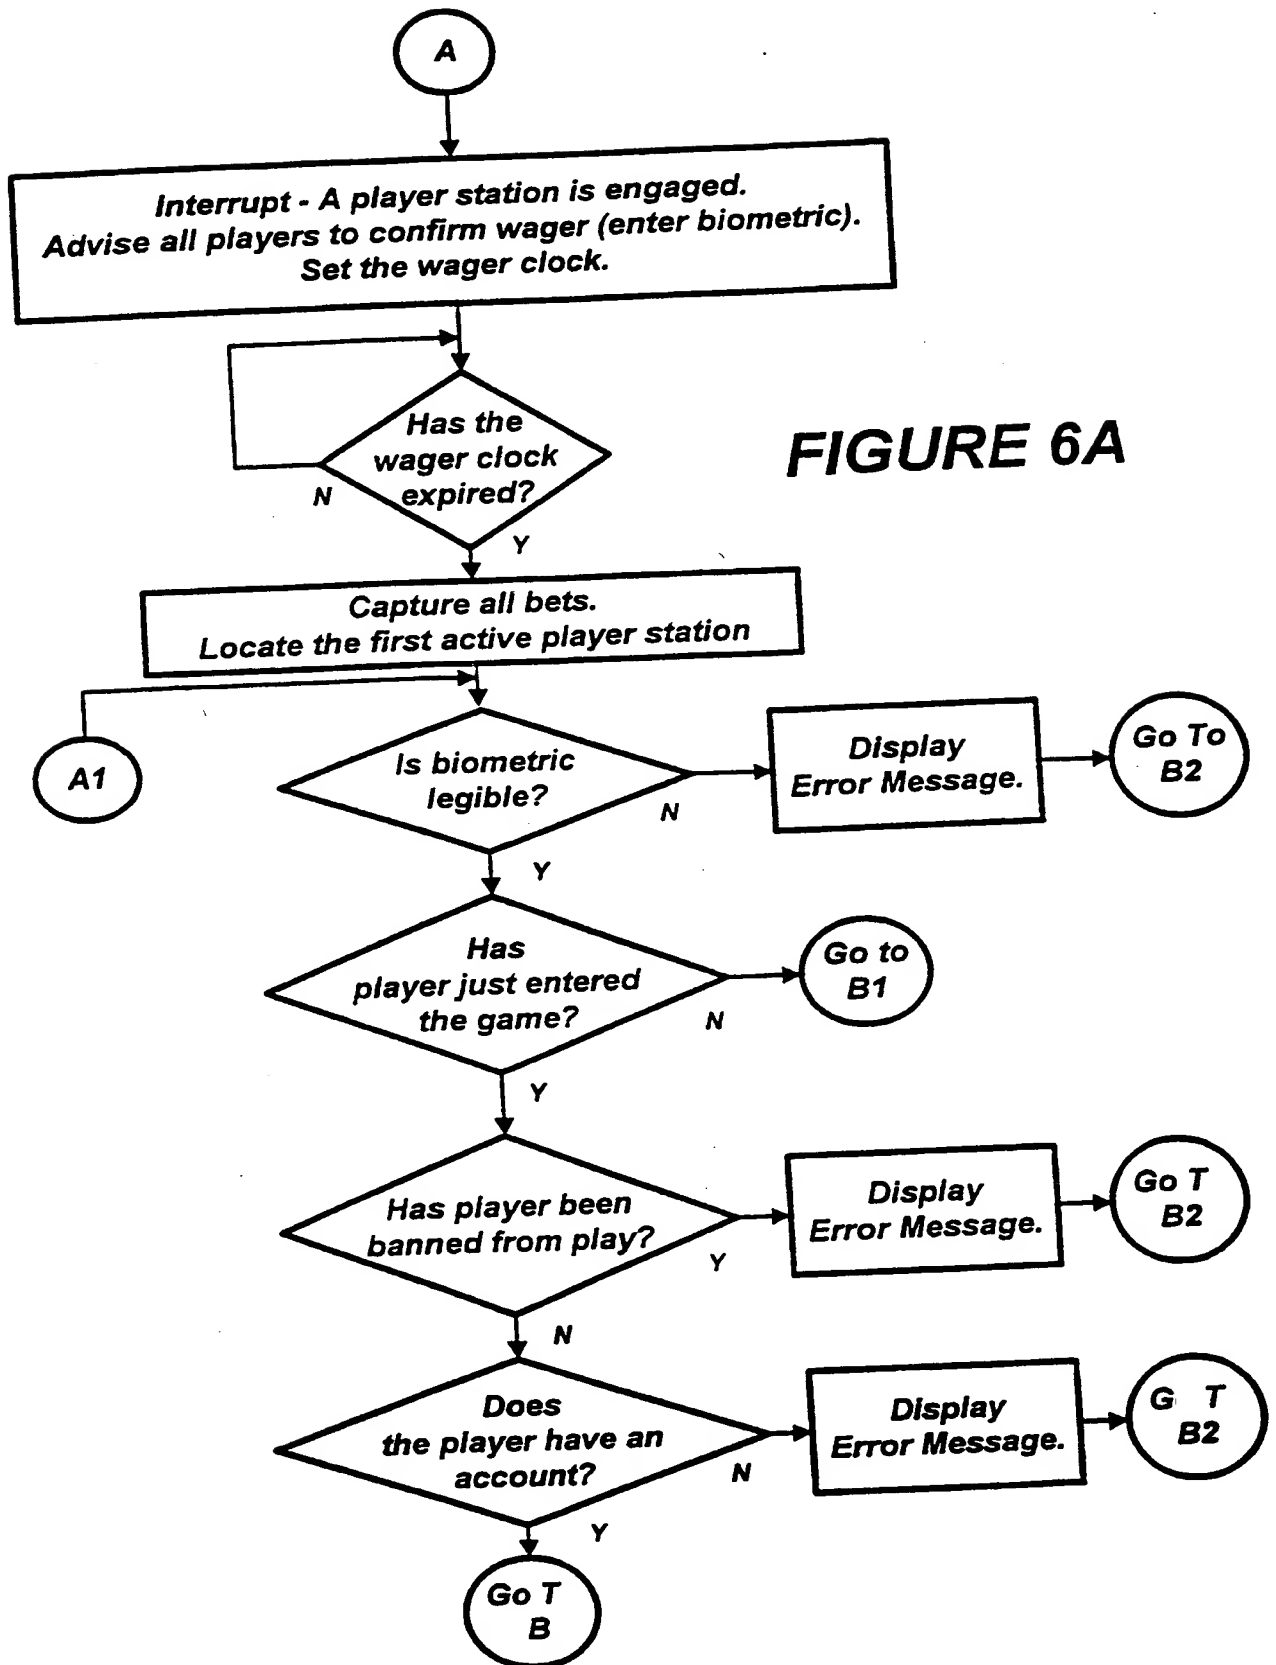 A
Interrupt - A player station is engaged.
Advise all players to confirm wager (enter biometric).
Set the wager clock.
FIGURE 6A
Has the
wager clock
expired?
N
Y
Capture all bets.
Locate the first active player station
A1
Is biometric
legible?
N
Y
Display
Error Message.
Go To
B2
Has
player just entered
the game?
N
Y
Go to
B1
Has player been
banned from play?
Y
N
Display
Error Message.
Go T
B2
Does
the player have an
account?
N
Y
Display
Error Message.
G T
B2
Go T
B